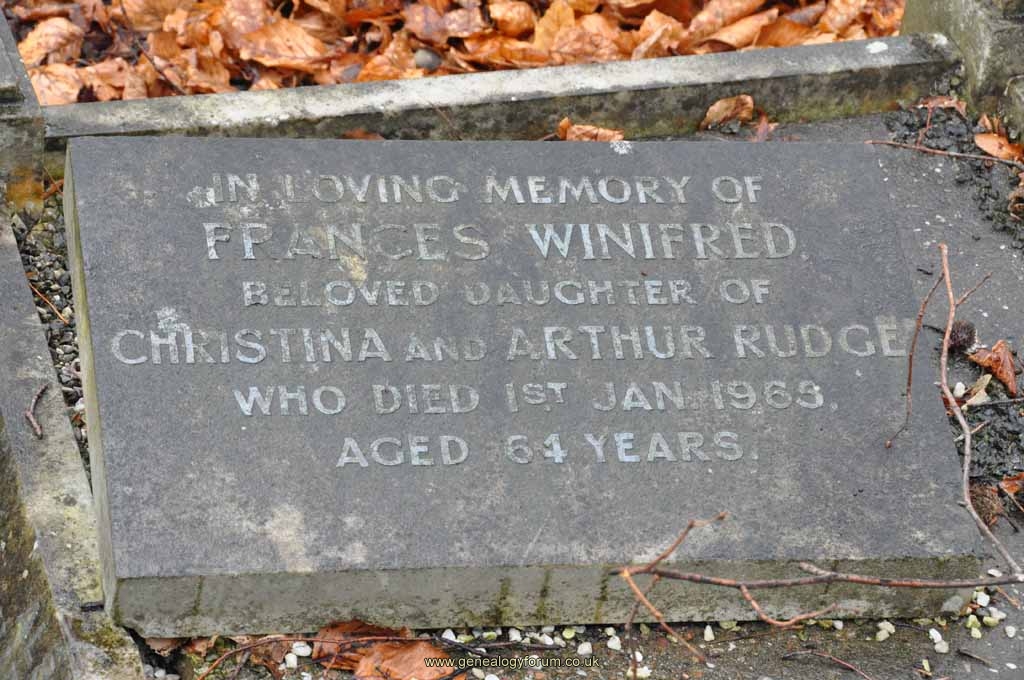 IN LOVING MEMORY OF
FRANCES WINIFRED
BELOVED DAUGHTER OF
CHRISTINA AND ARTHUR RUDGE
WHO DIED 1ST JAN 1963.
AGED 64 YEARS.
www.genealogyforum.co.uk